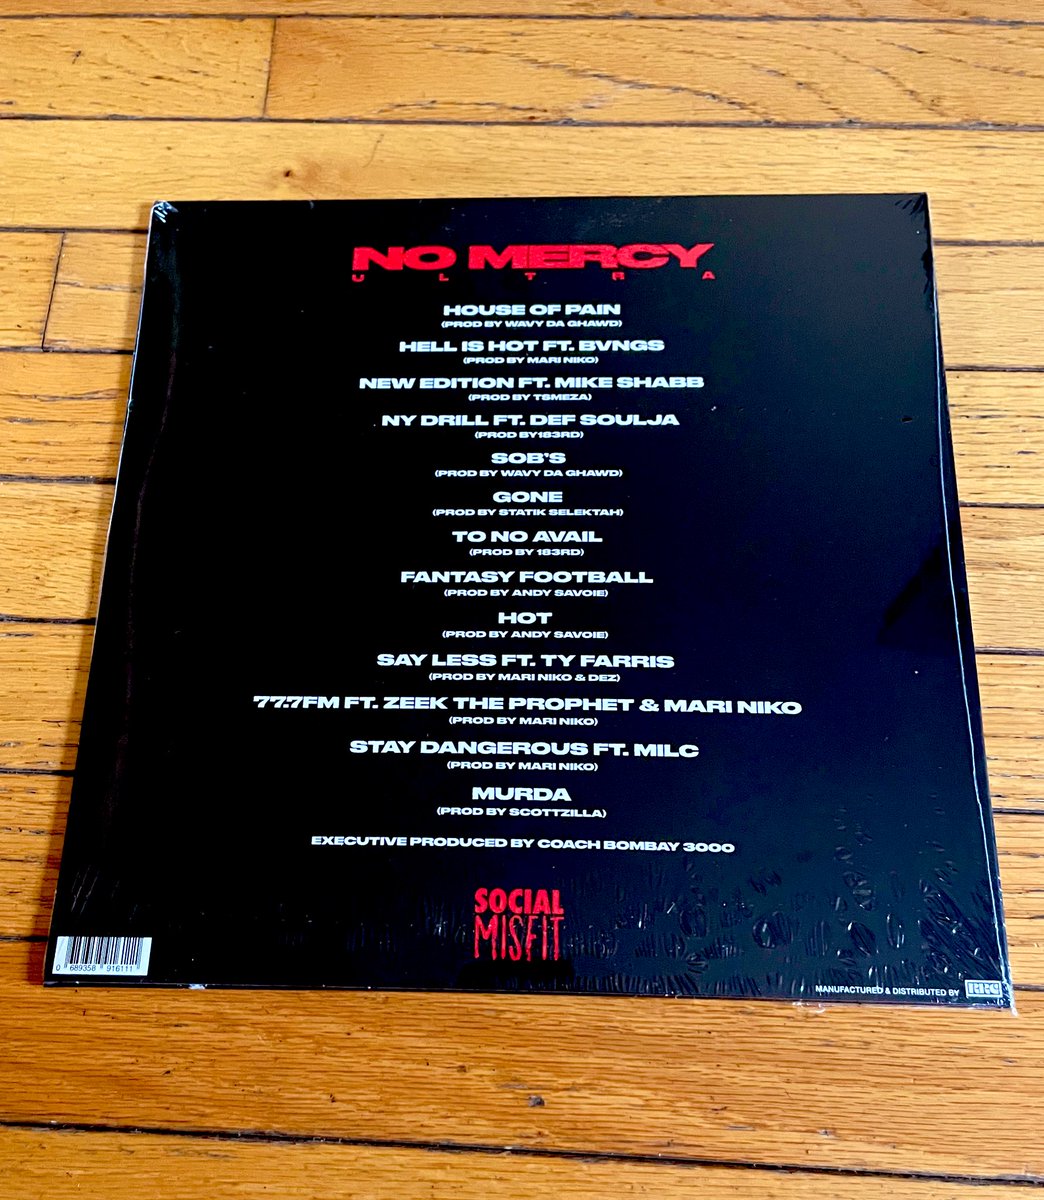 NO MERCY
ULTRA
HOUSE OF PAIN
(PROD BY WAVY DA GHAWD)
HELL IS HOT FT. BVNGS
(PROD BY MARI NIKO)
NEW EDITION FT. MIKE SHABB
(PROD BY TSMEZA)
NY DRILL FT. DEF SOULJA
(PROD BY183RD)
SOB'S
(PROD BY WAVY DA GHAWD)
GONE
(PROD BY STATIK SELEKTAH)
TO NO AVAIL
(PROD BY 183RD)
FANTASY FOOTBALL
(PROD BY ANDY SAVOIE)
HOT
(PROD BY ANDY SAVOIE)
SAY LESS FT. TY FARRIS
(PROD BY MARI NIKO & DEZ)
77.7FM FT. ZEEK THE PROPHET & MARI NIKO
(PROD BY MARI NIKO)
STAY DANGEROUS FT. MILC
(PROD BY MARI NIKO)
MURDA
(PROD BY SCOTTZILLA)
EXECUTIVE PRODUCED BY COACH BOMBAY 3000
SOCIAL
MISFIT
0 689358 916111 8
MANUFACTURED & DISTRIBUTED BY